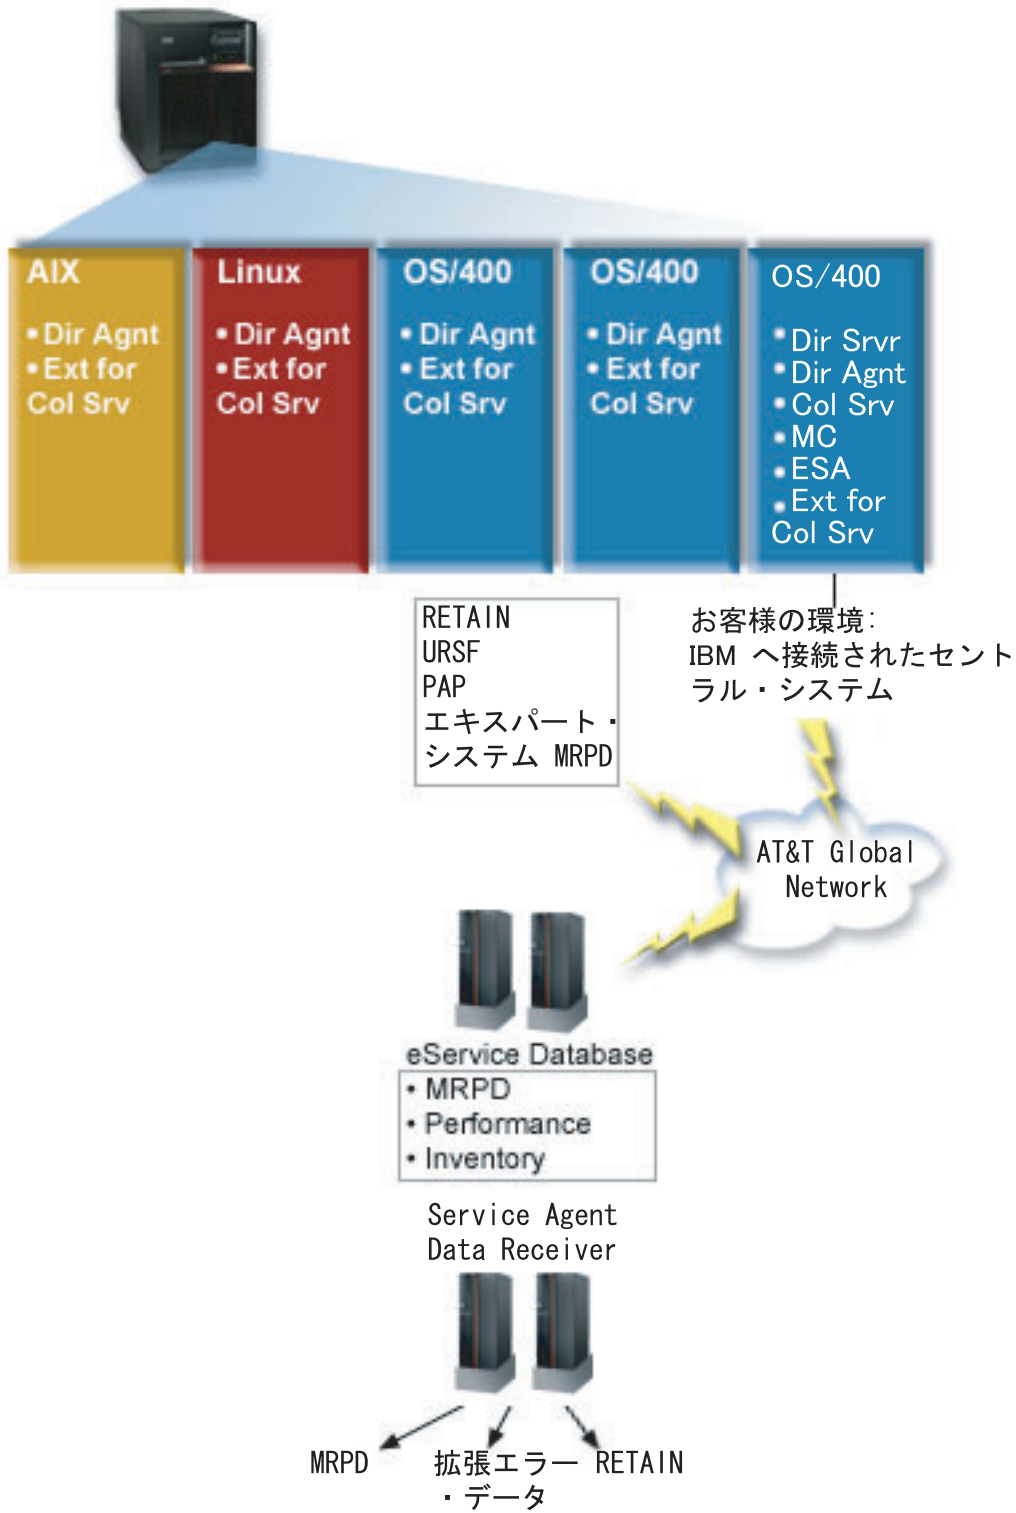 AIX
• Dir Agnt
• Ext for
Col Srv
Linux
• Dir Agnt
• Ext for
Col Srv
OS/400
• Dir Agnt
• Ext for
Col Srv
OS/400
• Dir Agnt
• Ext for
Col Srv
OS/400
• Dir Srvr
• Dir Agnt
• Col Srv
• MC
• ESA
• Ext for
Col Srv
RETAIN
URSF
PAP
エキスパート・
システム MRPD
お客様の環境:
IBM へ接続されたセント
ラル・システム
AT&T Global
Network
eService Database
• MRPD
• Performance
• Inventory
Service Agent
Data Receiver
MRPD
拡張エラー
・データ
RETAIN